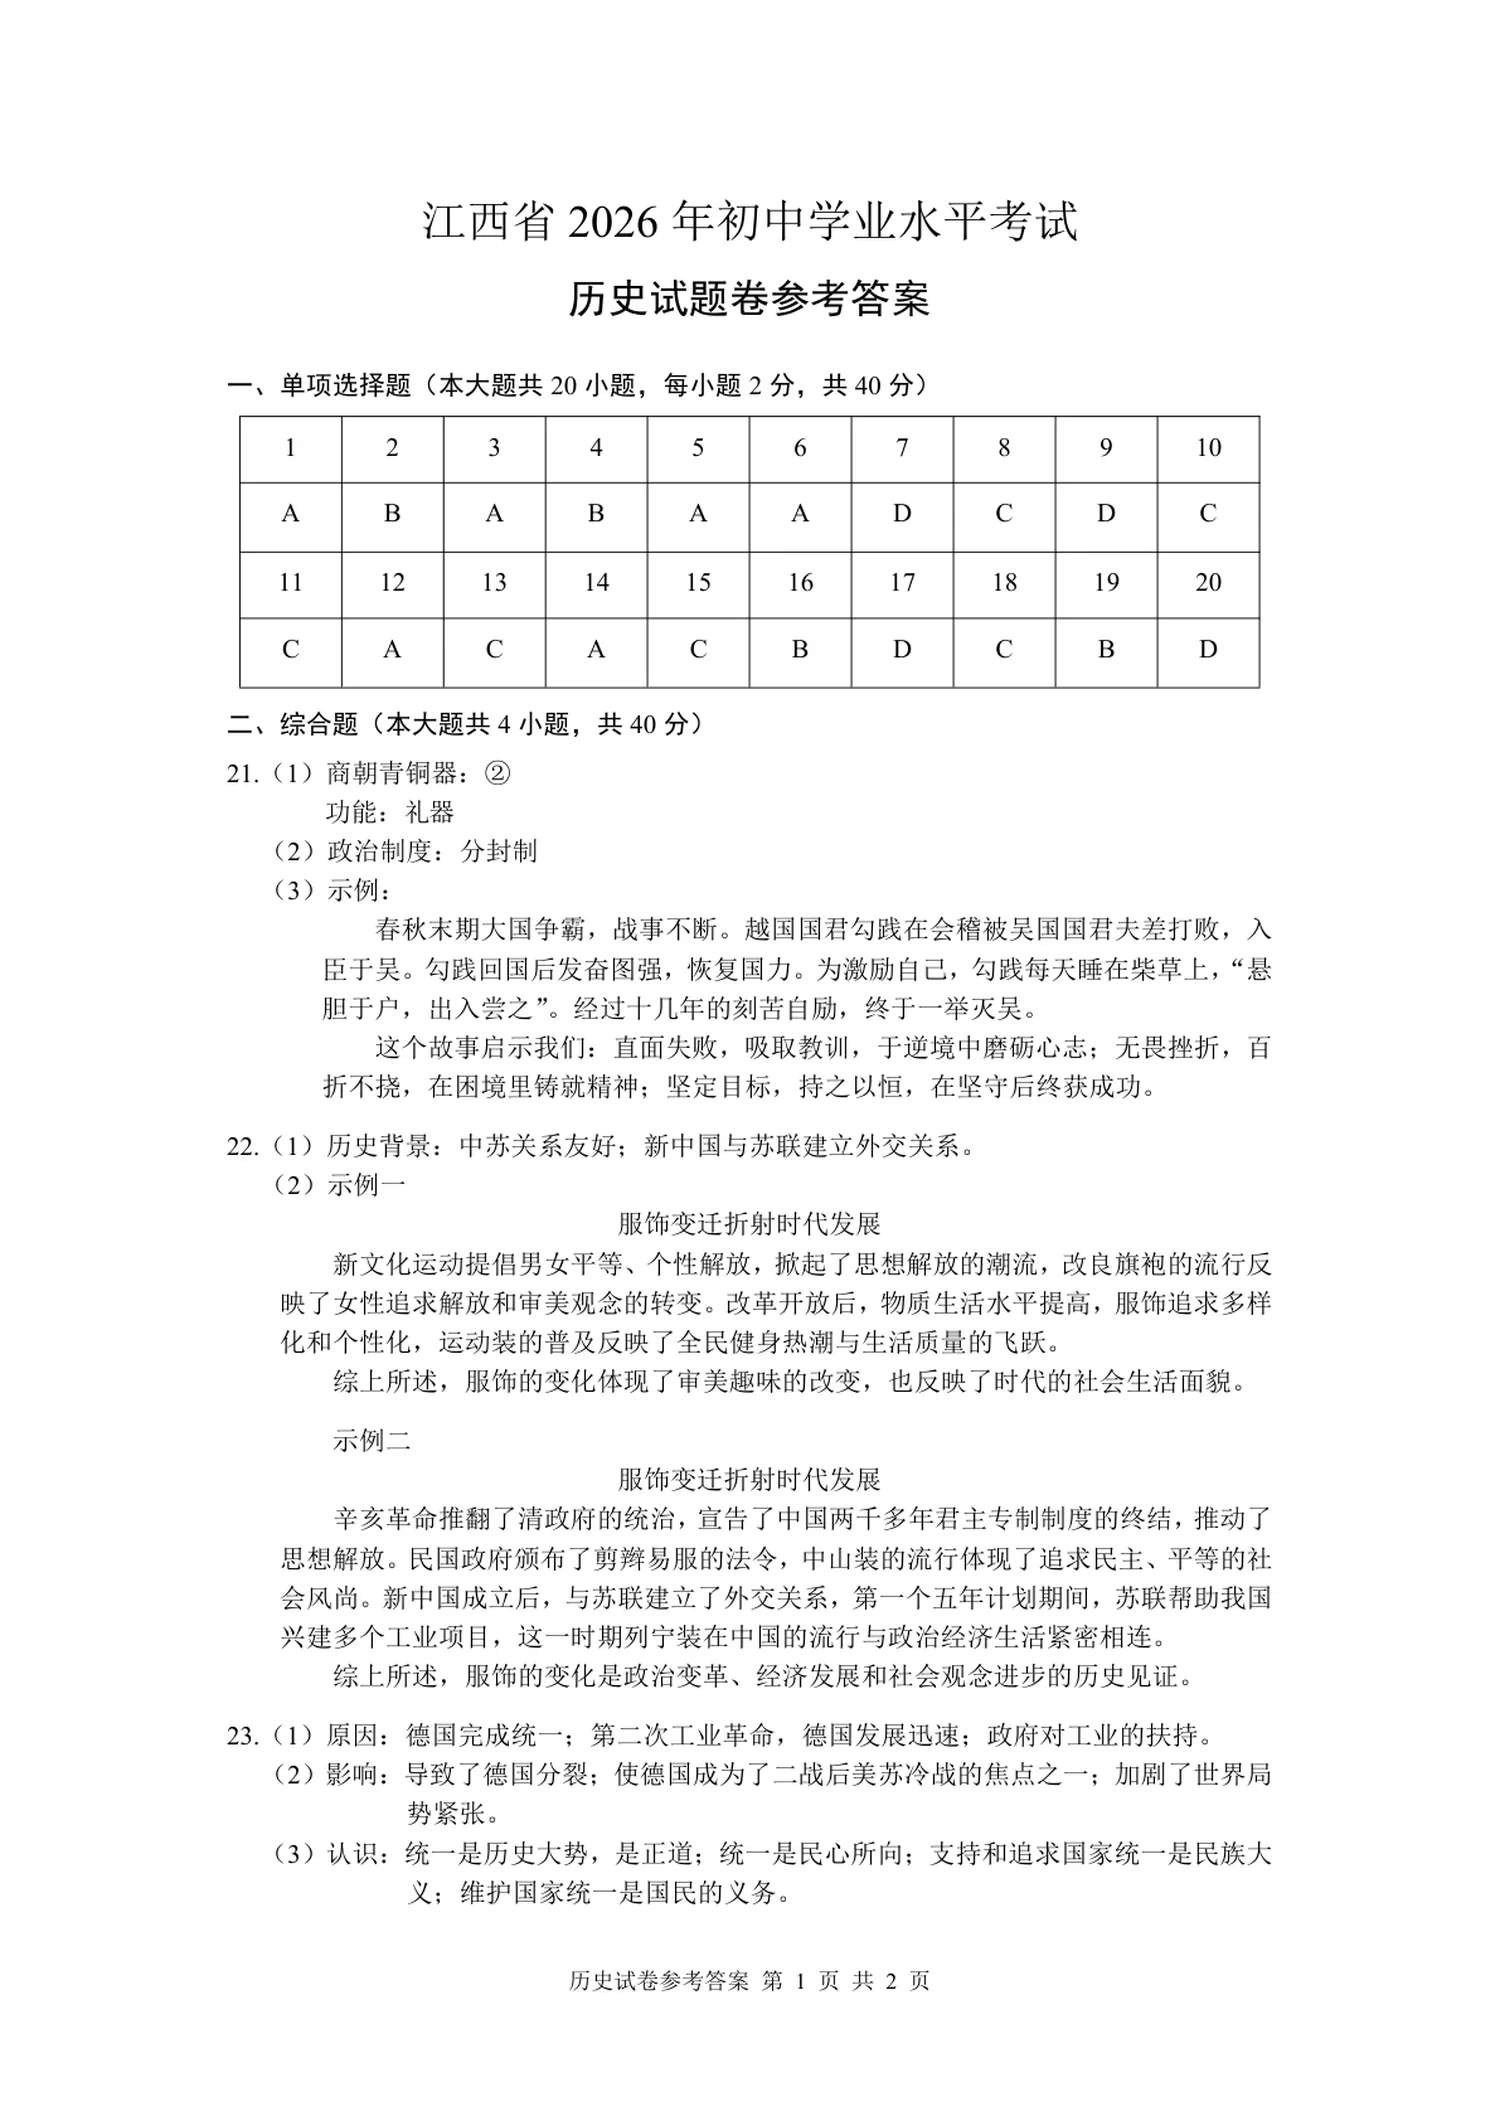 江西省 2026 年初中学业水平考试
历史试题卷参考答案
一、单项选择题（本大题共 20 小题，每小题 2 分，共 40 分）
1 2 3 4 5 6 7 8 9 10
A B A B A A D C D C
11 12 13 14 15 16 17 18 19 20
C A C A C B D C B D
二、综合题（本大题共 4 小题，共 40 分）
21.（1）商朝青铜器：②
功能：礼器
（2）政治制度：分封制
（3）示例：
春秋末期大国争霸，战事不断。越国国君勾践在会稽被吴国国君夫差打败，入
臣于吴。勾践回国后发奋图强，恢复国力。为激励自己，勾践每天睡在柴草上，“悬
胆于户，出入尝之”。经过十几年的刻苦自励，终于一举灭吴。
这个故事启示我们：直面失败，吸取教训，于逆境中磨砺心志；无畏挫折，百
折不挠，在困境里铸就精神；坚定目标，持之以恒，在坚守后终获成功。
22.（1）历史背景：中苏关系友好；新中国与苏联建立外交关系。
（2）示例一
服饰变迁折射时代发展
新文化运动提倡男女平等、个性解放，掀起了思想解放的潮流，改良旗袍的流行反
映了女性追求解放和审美观念的转变。改革开放后，物质生活水平提高，服饰追求多样
化和个性化，运动装的普及反映了全民健身热潮与生活质量的飞跃。
综上所述，服饰的变化体现了审美趣味的改变，也反映了时代的社会生活面貌。
示例二
服饰变迁折射时代发展
辛亥革命推翻了清政府的统治，宣告了中国两千多年君主专制制度的终结，推动了
思想解放。民国政府颁布了剪辫易服的法令，中山装的流行体现了追求民主、平等的社
会风尚。新中国成立后，与苏联建立了外交关系，第一个五年计划期间，苏联帮助我国
兴建多个工业项目，这一时期列宁装在中国的流行与政治经济生活紧密相连。
综上所述，服饰的变化是政治变革、经济发展和社会观念进步的历史见证。
23.（1）原因：德国完成统一；第二次工业革命，德国发展迅速；政府对工业的扶持。
（2）影响：导致了德国分裂；使德国成为了二战后美苏冷战的焦点之一；加剧了世界局
势紧张。
（3）认识：统一是历史大势，是正道；统一是民心所向；支持和追求国家统一是民族大
义；维护国家统一是国民的义务。
历史试卷参考答案 第 1 页 共 2 页